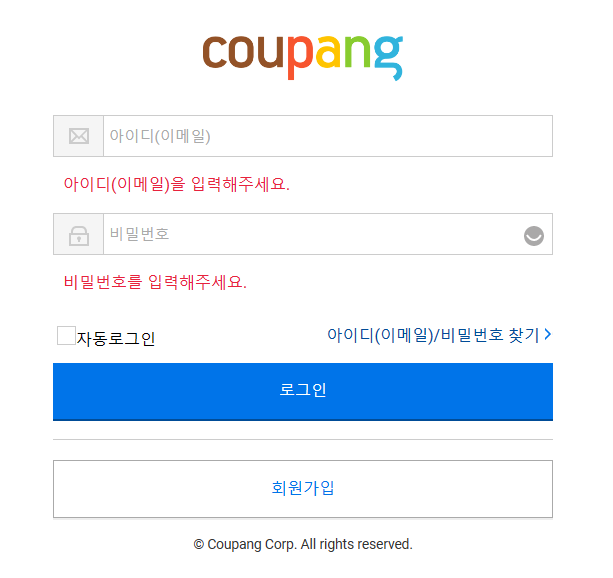 coupang
아이디(이메일)
아이디(이메일)을 입력해주세요.
비밀번호
비밀번호를 입력해주세요.
자동로그인
아이디(이메일)/비밀번호 찾기
로그인
회원가입
© Coupang Corp. All rights reserved.